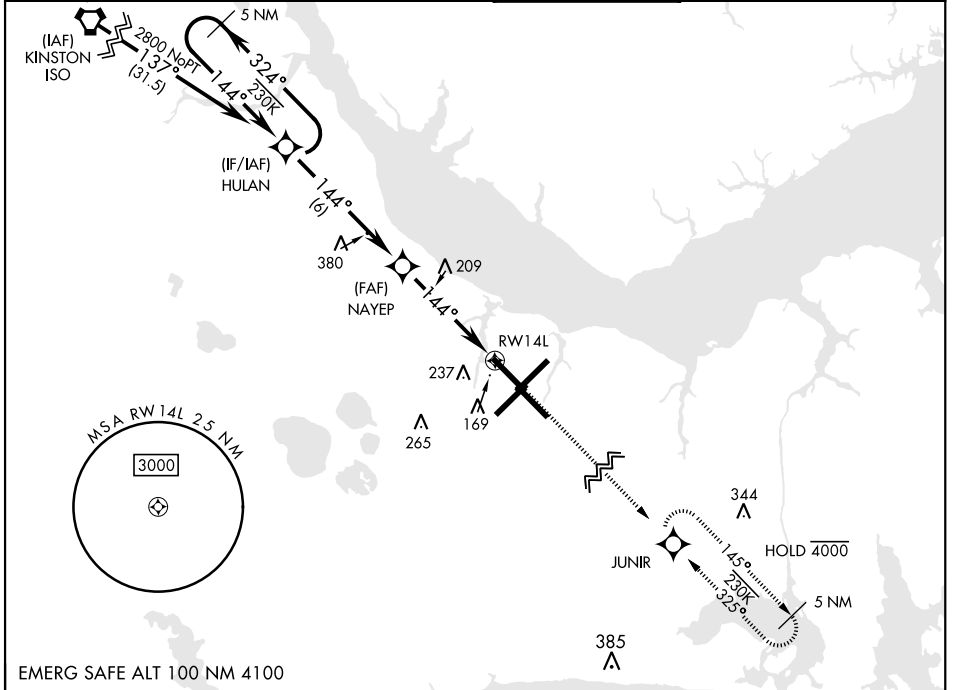 5 NM
(IAF)
KINSTON
ISO
2800 NoPT
137°
(31.5)
324°
230K
144°
(IF/IAF)
HULAN
144°
(6)
380
(FAF)
NAYEP
209
144°
RW14L
237
169
265
MSA RW14L 25 NM
3000
344
HOLD 4000
JUNIR
145°
230K
325°
5 NM
385
EMERG SAFE ALT 100 NM 4100